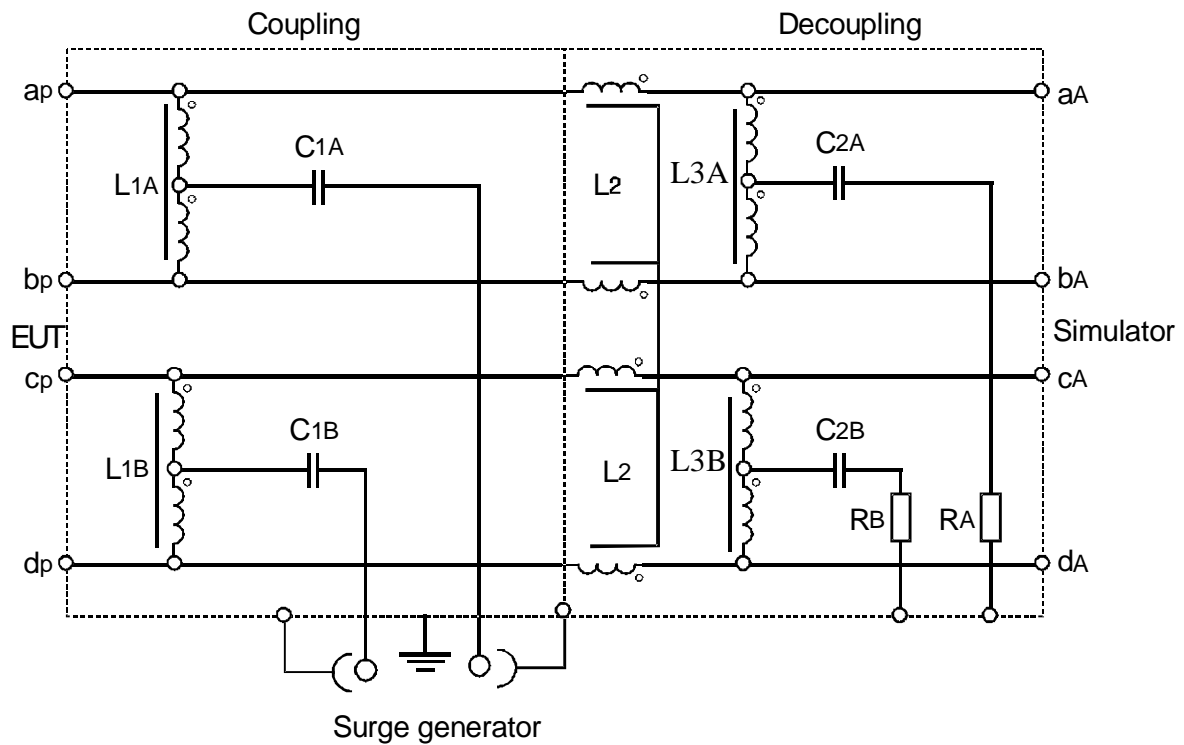 Coupling Decoupling
ap aA
C1A C2A
L1A L2 L3A
bp bA
EUT Simulator
cp cA
C1B C2B
L1B L2 L3B
RB RA
dp dA
Surge generator